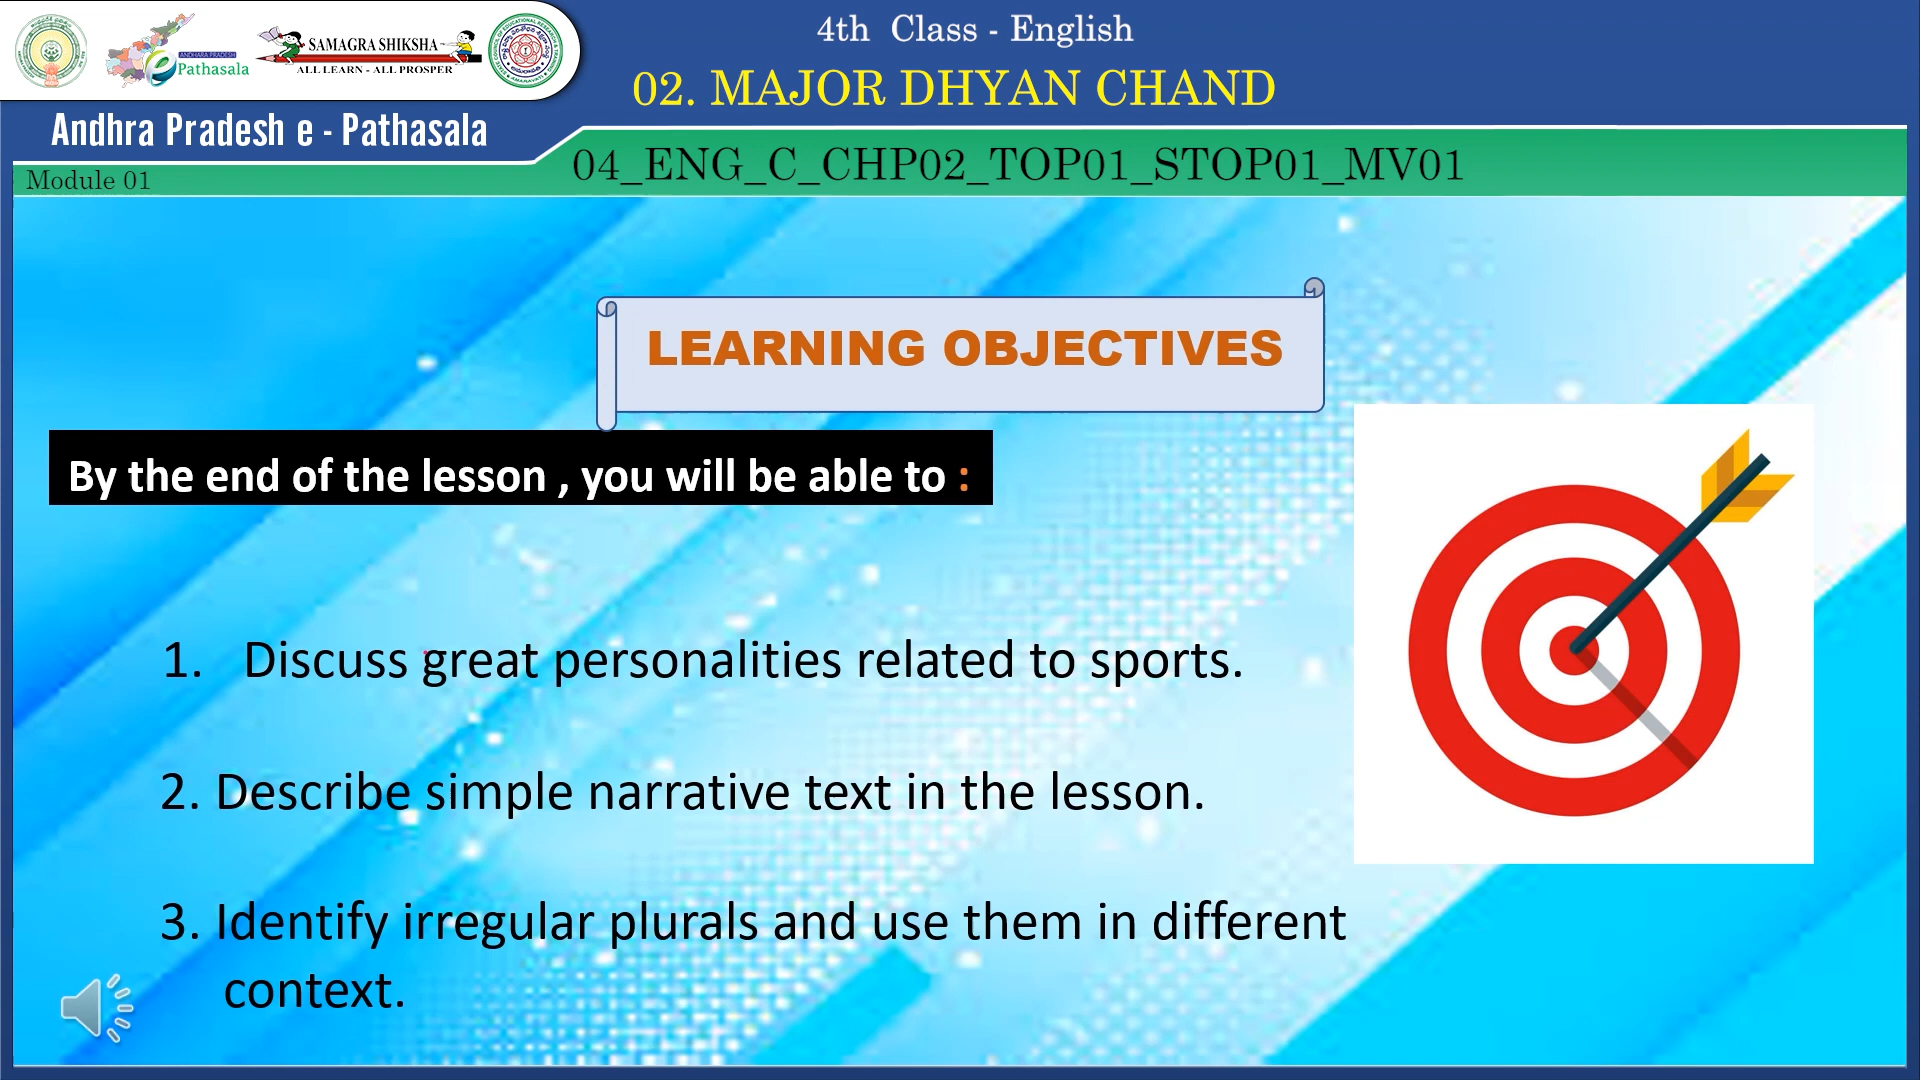 4th Class - English
02. MAJOR DHYAN CHAND
ANDHRA PRADESH
Pathasala
SAMAGRA SHIKSHA
ALL LEARN - ALL PROSPER
Andhra Pradesh e - Pathasala
04_ENG_C_CHP02_TOP01_STOP01_MV01
Module 01
LEARNING OBJECTIVES
By the end of the lesson , you will be able to :
1. Discuss great personalities related to sports.
2. Describe simple narrative text in the lesson.
3. Identify irregular plurals and use them in different
context.